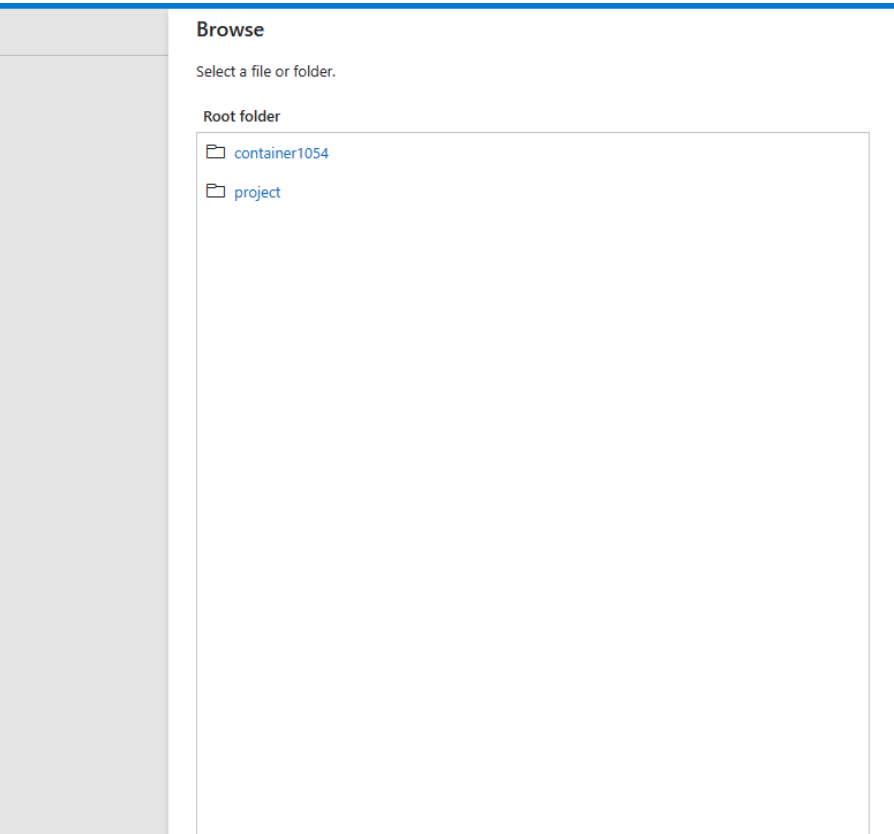 Browse
Select a file or folder.
Root folder
container1054
project